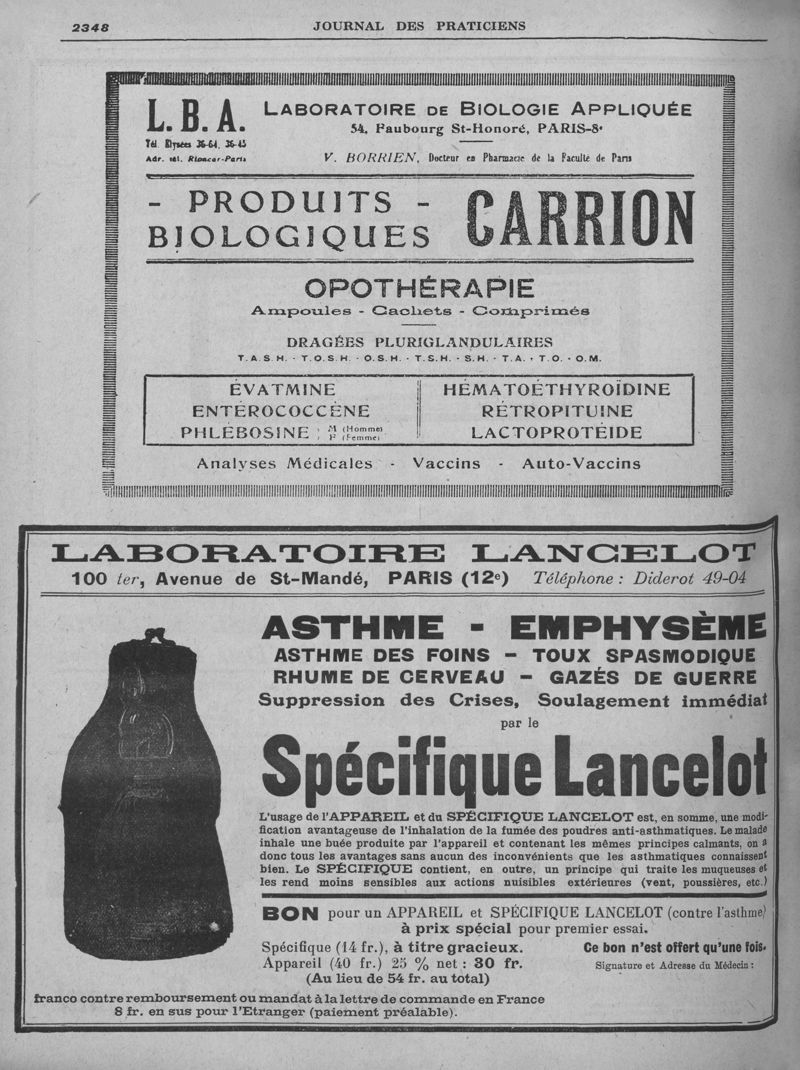 2348
JOURNAL DES PRATICIENS
L. B. A.
Tél. Elysées 36-64, 36-45
Adr. tél. Rioncar-Paris
LABORATOIRE DE BIOLOGIE APPLIQUÉE
54, Faubourg St-Honoré, PARIS-8e
V. BORRIEN, Docteur en Pharmacie de la Faculté de Paris
- PRODUITS -
BIOLOGIQUES
CARRION
OPOTHÉRAPIE
Ampoules - Cachets - Comprimés
DRAGÉES PLURIGLANDULAIRES
T.A.S.H. - T.O.S.H. - O.S.H. - T.S.H. - S.H. - T.A. - T.O. - O.M.
ÉVATMINE
ENTÉROCOCCÉNE
PHLÉBOSINE : M (Homme)
F (Femme)
HÉMATOÉTHYROÏDINE
RÉTROPITUINE
LACTOPROTÉIDE
Analyses Médicales - Vaccins - Auto-Vaccins
LABORATOIRE LANCELOT
100 ter, Avenue de St-Mandé, PARIS (12e) Téléphone : Diderot 49-04
ASTHME - EMPHYSÈME
ASTHME DES FOINS - TOUX SPASMODIQUE
RHUME DE CERVEAU - GAZÉS DE GUERRE
Suppression des Crises, Soulagement immédiat
par le
Spécifique Lancelot
L'usage de l'APPAREIL et du SPÉCIFIQUE LANCELOT est, en somme, une modi-
fication avantageuse de l'inhalation de la fumée des poudres anti-asthmatiques. Le malade
inhale une buée produite par l'appareil et contenant les mêmes principes calmants, on a
donc tous les avantages sans aucun des inconvénients que les asthmatiques connaissent
bien. Le SPÉCIFIQUE contient, en outre, un principe qui traite les muqueuses et
les rend moins sensibles aux actions nuisibles extérieures (vent, poussières, etc.)
BON pour un APPAREIL et SPÉCIFIQUE LANCELOT (contre l'asthme)
à prix spécial pour premier essai.
Spécifique (14 fr.), à titre gracieux.
Appareil (40 fr.) 25 % net : 30 fr.
(Au lieu de 54 fr. au total)
Ce bon n'est offert qu'une fois.
Signature et Adresse du Médecin :
franco contre remboursement ou mandat à la lettre de commande en France
8 fr. en sus pour l'Etranger (paiement préalable).